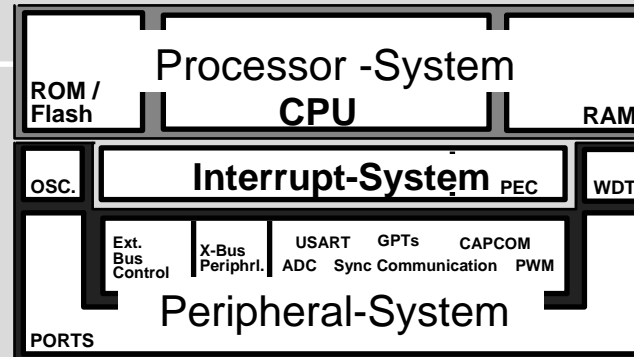 Processor -System
ROM /
Flash
CPU
RAM
OSC.
Interrupt-System PEC
WDT
Ext.
Bus
Control
X-Bus
Periphrl.
USART GPTs CAPCOM
ADC Sync Communication PWM
Peripheral-System
PORTS